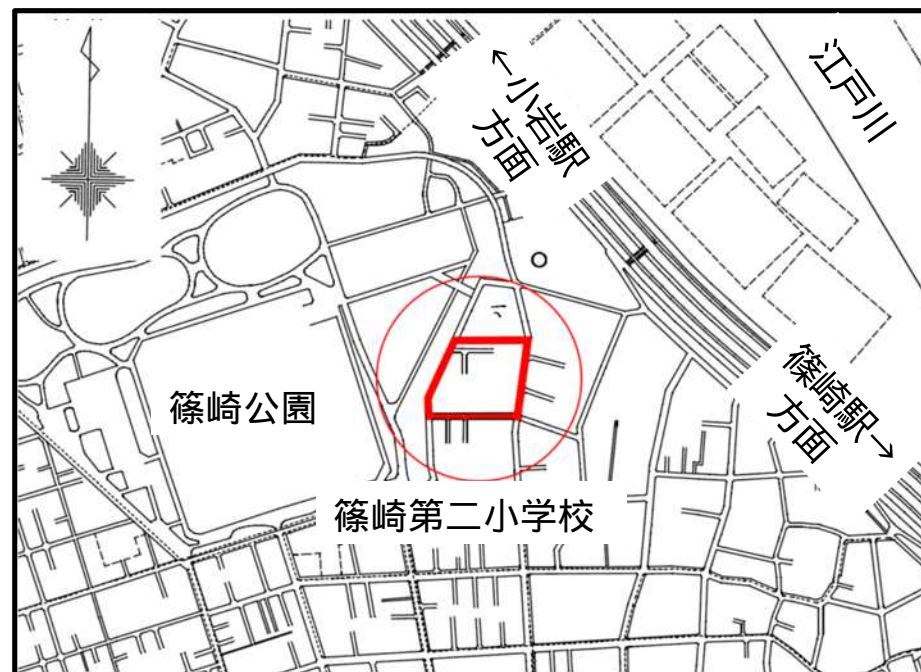 ←小岩駅
方面
江戸川
篠崎公園
篠崎駅→
方面
篠崎第二小学校